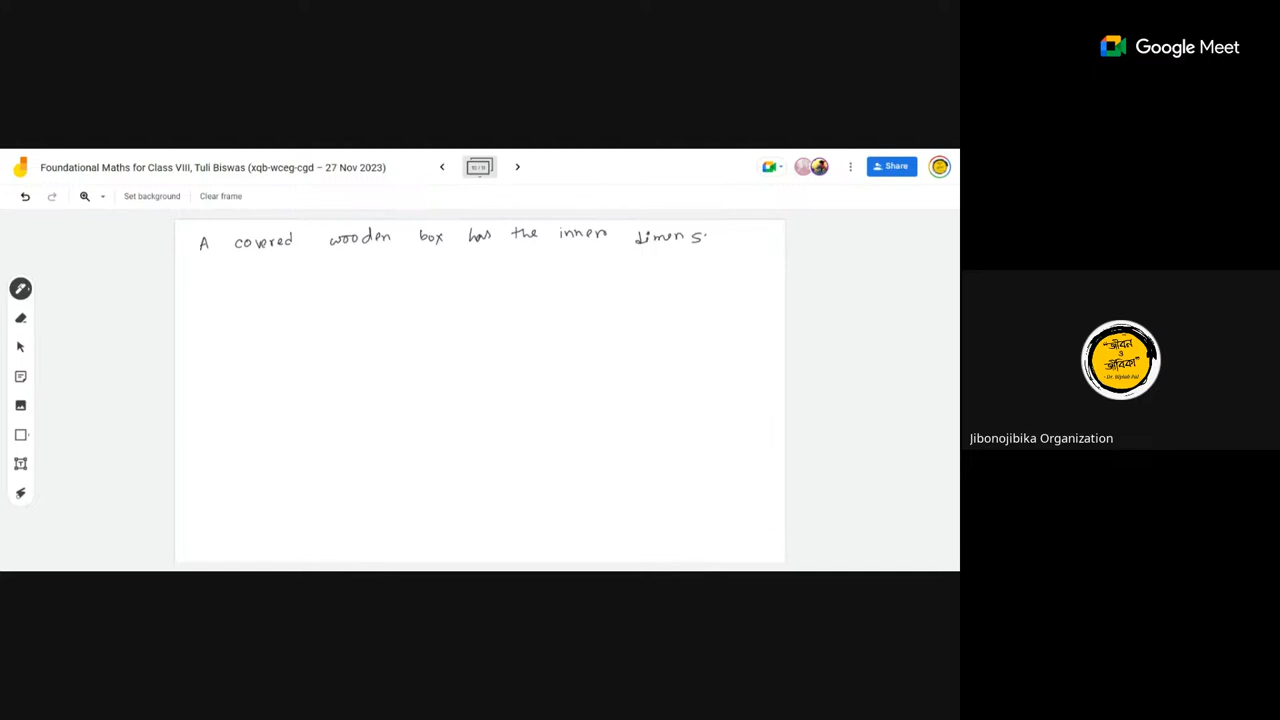 Google Meet
Foundational Maths for Class VIII, Tuli Biswas (xqb-wceg-cgd – 27 Nov 2023)
Share
Set background
Clear frame
A covered wooden box has the inner dimens
"জীবন
ও
জীবিকা"
Jibonojibika Organization